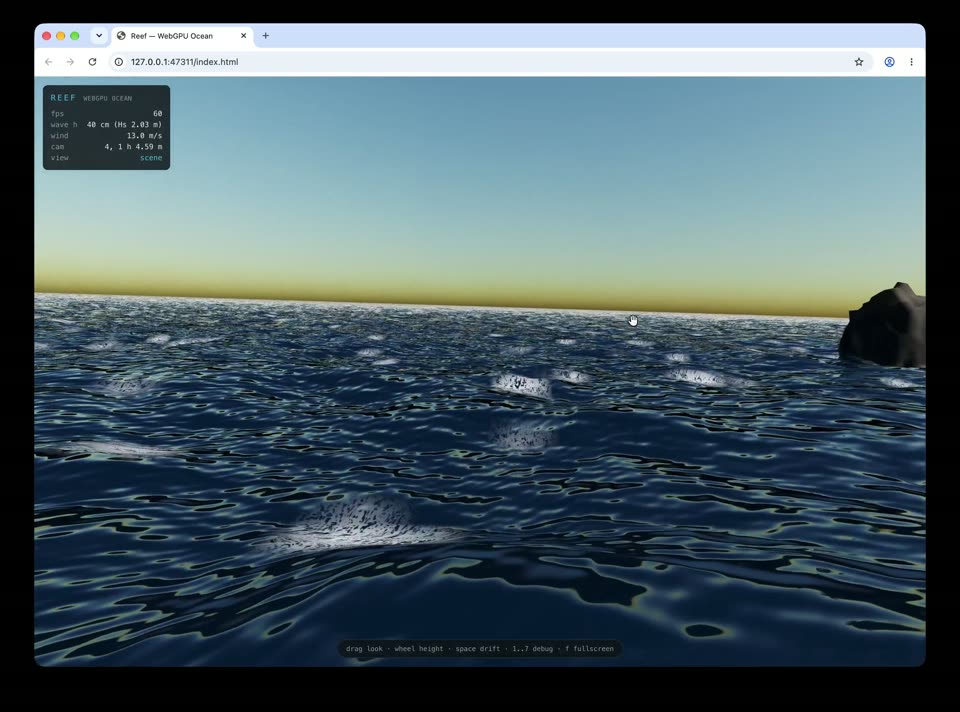 Reef — WebGPU Ocean
127.0.0.1:47311/index.html
REEF WEBGPU OCEAN
fps 60
wave h 40 cm (Hs 2.03 m)
wind 13.0 m/s
cam 4, 1 h 4.59 m
view scene
drag look · wheel height · space drift · 1..7 debug · f fullscreen